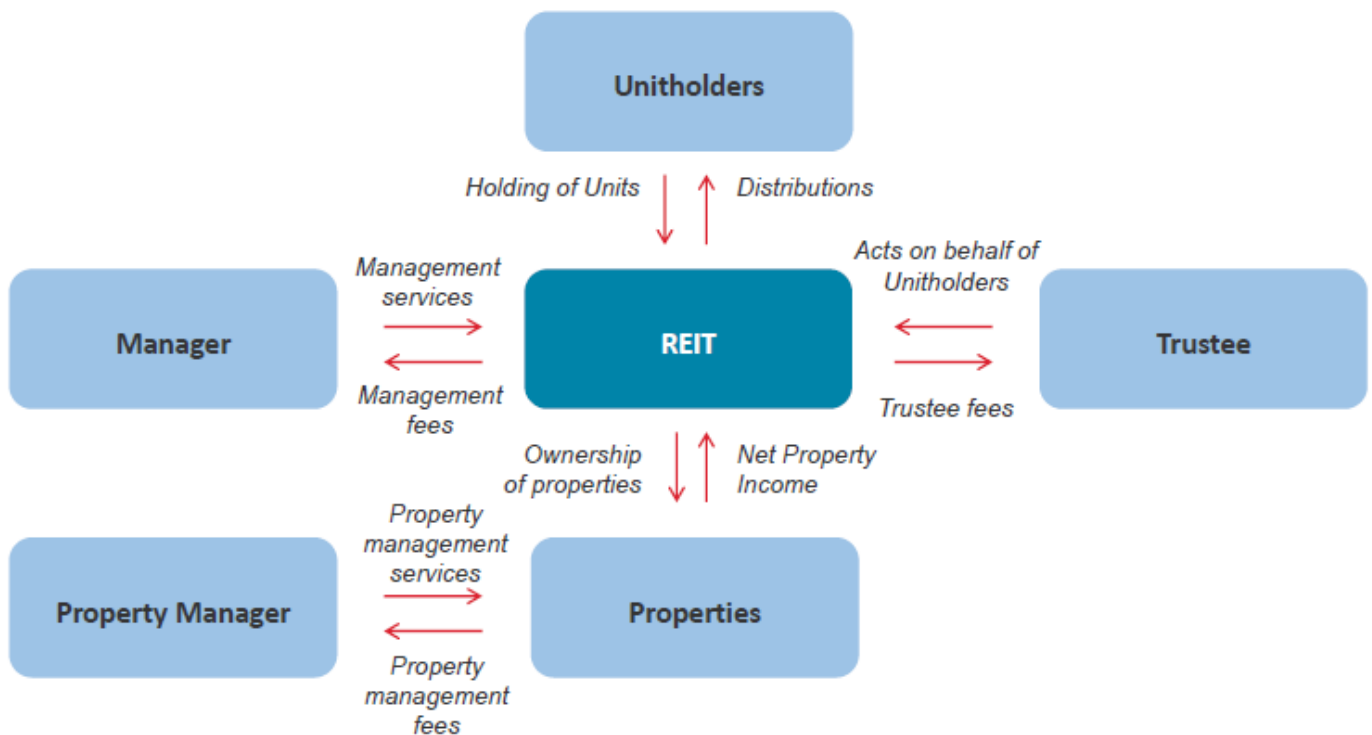 Unitholders
Holding of Units
Distributions
Management
services
Acts on behalf of
Unitholders
Manager
REIT
Trustee
Management
fees
Trustee fees
Ownership
of properties
Net Property
Income
Property
management
services
Property Manager
Properties
Property
management
fees